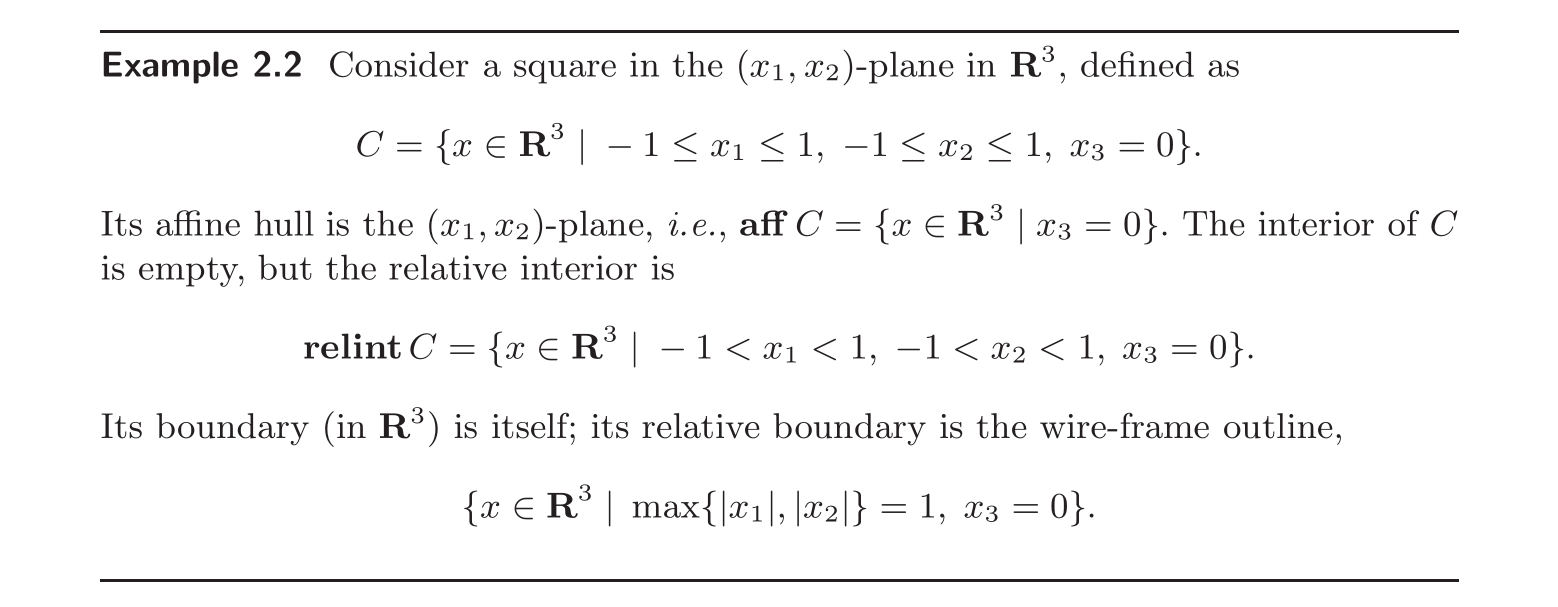 Example 2.2 Consider a square in the (x₁, x₂)-plane in R³, defined as
C = {x ∈ R³ | − 1 ≤ x₁ ≤ 1, −1 ≤ x₂ ≤ 1, x₃ = 0}.
Its affine hull is the (x₁, x₂)-plane, i.e., aff C = {x ∈ R³ | x₃ = 0}. The interior of C
is empty, but the relative interior is
relint C = {x ∈ R³ | − 1 < x₁ < 1, −1 < x₂ < 1, x₃ = 0}.
Its boundary (in R³) is itself; its relative boundary is the wire-frame outline,
{x ∈ R³ | max{|x₁|, |x₂|} = 1, x₃ = 0}.